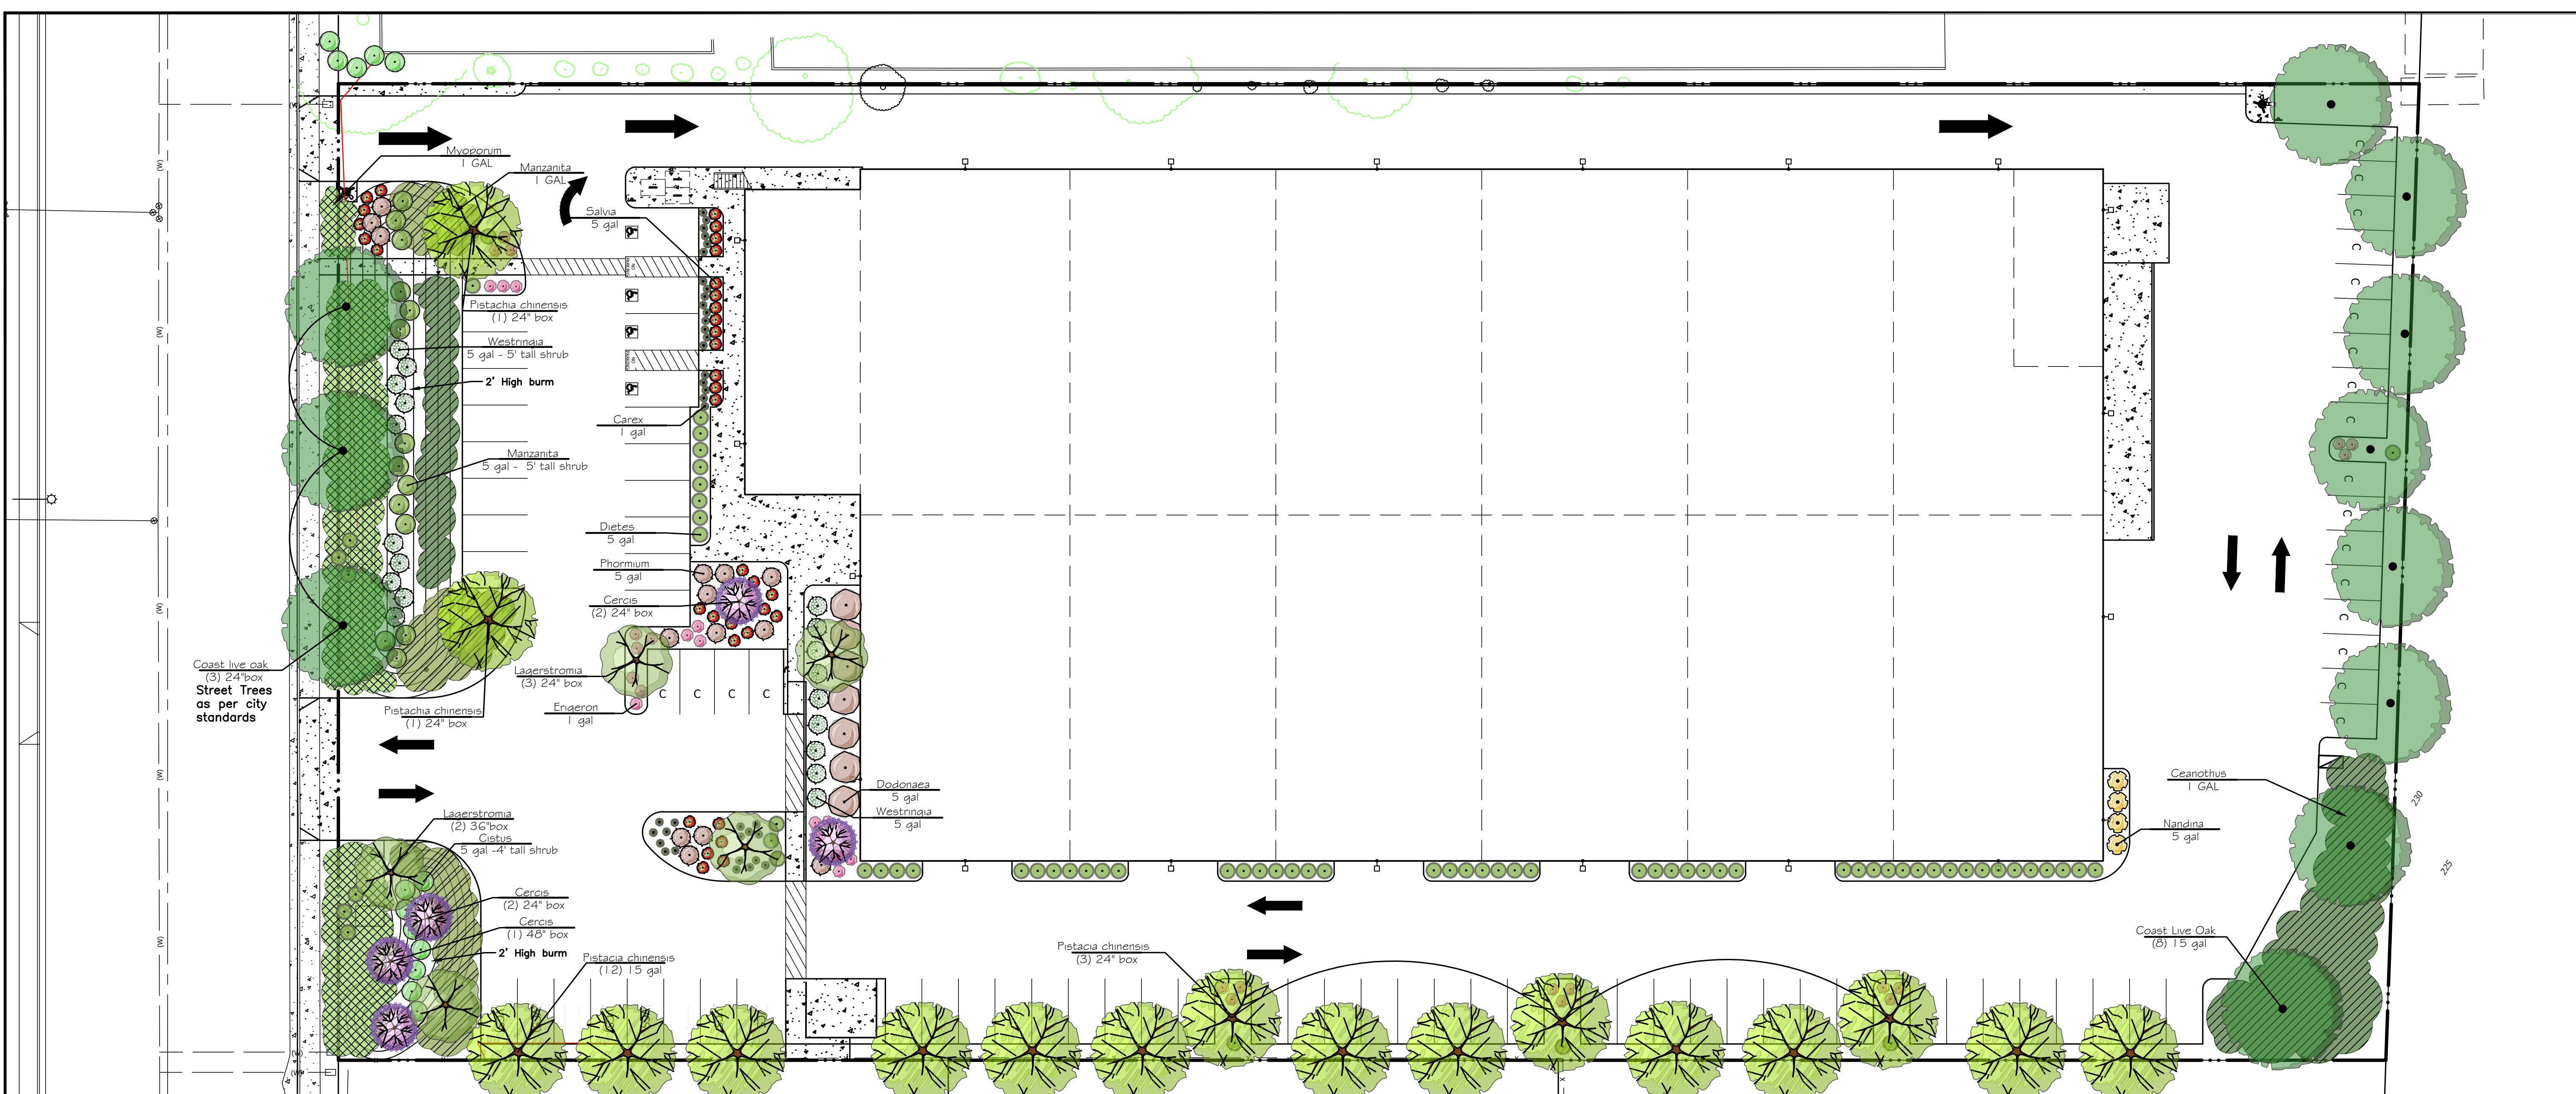 Myoporum
1 GAL
Manzanita
1 GAL
Salvia
5 gal
Pistachia chinensis
(1) 24" box
Westringia
5 gal - 5' tall shrub
2' High burm
Carex
1 gal
Manzanita
5 gal - 5' tall shrub
Dietes
5 gal
Phormium
5 gal
Cercis
(2) 24" box
Coast live oak
(3) 24"box
Street Trees
as per city
standards
Lagerstromia
(3) 24" box
Erigeron
1 gal
Pistachia chinensis
(1) 24" box
C C C C
Dodonaea
5 gal
Westringia
5 gal
Lagerstromia
(2) 36"box
Cistus
5 gal -4' tall shrub
Cercis
(2) 24" box
Cercis
(1) 48" box
2' High burm
Pistacia chinensis
(12) 15 gal
Pistacia chinensis
(3) 24" box
Ceanothus
1 GAL
Nandina
5 gal
230
225
Coast Live Oak
(8) 15 gal
(W)
(W)
(W)
(W)
(W)
C
C
C
C
C
C
C
C
C
C
C
C